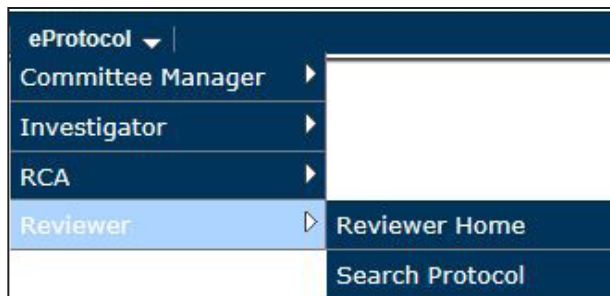 eProtocol
Committee Manager
Investigator
RCA
Reviewer
Reviewer Home
Search Protocol